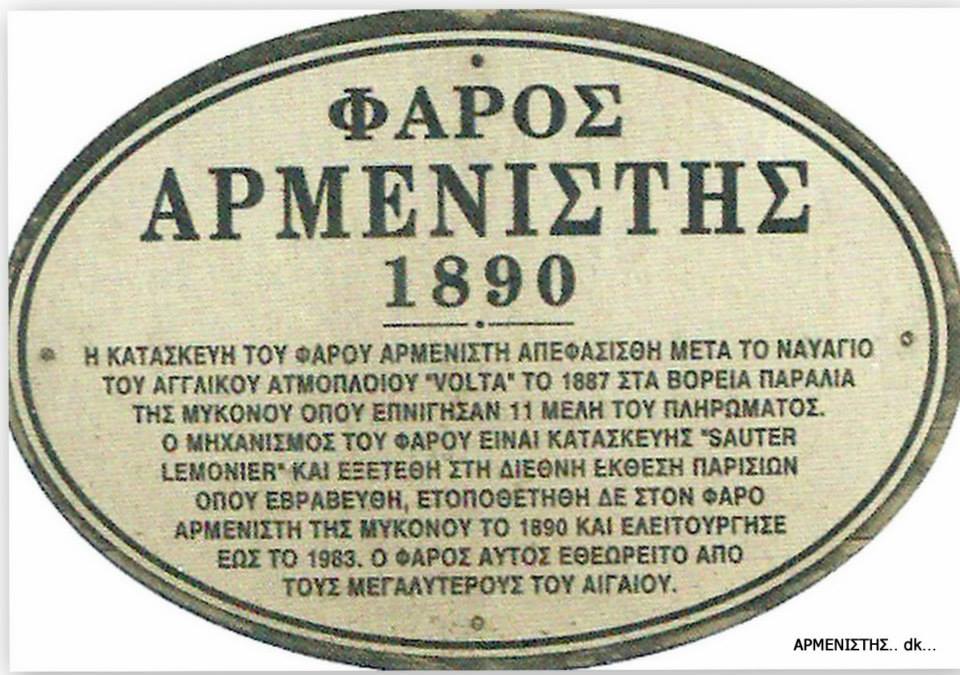 ΦΑΡΟΣ
ΑΡΜΕΝΙΣΤΗΣ
1890
Η ΚΑΤΑΣΚΕΥΗ ΤΟΥ ΦΑΡΟΥ ΑΡΜΕΝΙΣΤΗ ΑΠΕΦΑΣΙΣΘΗ ΜΕΤΑ ΤΟ ΝΑΥΑΓΙΟ
ΤΟΥ ΑΓΓΛΙΚΟΥ ΑΤΜΟΠΛΟΙΟΥ "VOLTA" ΤΟ 1887 ΣΤΑ ΒΟΡΕΙΑ ΠΑΡΑΛΙΑ
ΤΗΣ ΜΥΚΟΝΟΥ ΟΠΟΥ ΕΠΝΙΓΗΣΑΝ 11 ΜΕΛΗ ΤΟΥ ΠΛΗΡΩΜΑΤΟΣ.
Ο ΜΗΧΑΝΙΣΜΟΣ ΤΟΥ ΦΑΡΟΥ ΕΙΝΑΙ ΚΑΤΑΣΚΕΥΗΣ "SAUTER
LEMONIER" ΚΑΙ ΕΞΕΤΕΘΗ ΣΤΗ ΔΙΕΘΝΗ ΕΚΘΕΣΗ ΠΑΡΙΣΙΩΝ
ΟΠΟΥ ΕΒΡΑΒΕΥΘΗ, ΕΤΟΠΟΘΕΤΗΘΗ ΔΕ ΣΤΟΝ ΦΑΡΟ
ΑΡΜΕΝΙΣΤΗ ΤΗΣ ΜΥΚΟΝΟΥ ΤΟ 1890 ΚΑΙ ΕΛΕΙΤΟΥΡΓΗΣΕ
ΕΩΣ ΤΟ 1983. Ο ΦΑΡΟΣ ΑΥΤΟΣ ΕΘΕΩΡΕΙΤΟ ΑΠΟ
ΤΟΥΣ ΜΕΓΑΛΥΤΕΡΟΥΣ ΤΟΥ ΑΙΓΑΙΟΥ.
ΑΡΜΕΝΙΣΤΗΣ.. dk...